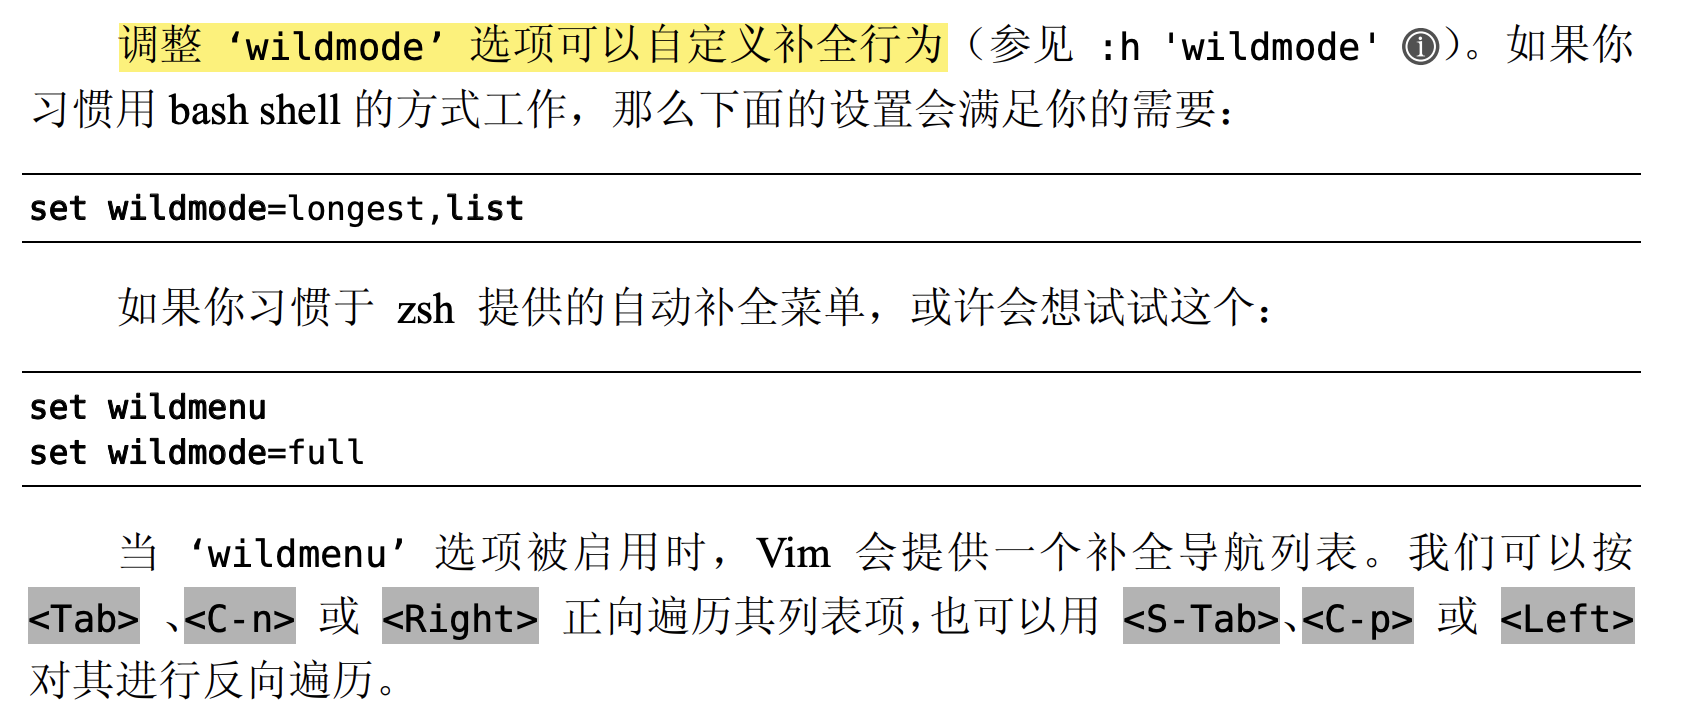 调整 ‘wildmode’ 选项可以自定义补全行为（参见 :h 'wildmode' ⓘ）。如果你
习惯用 bash shell 的方式工作，那么下面的设置会满足你的需要：
set wildmode=longest,list
如果你习惯于 zsh 提供的自动补全菜单，或许会想试试这个：
set wildmenu
set wildmode=full
当 ‘wildmenu’ 选项被启用时，Vim 会提供一个补全导航列表。我们可以按
<Tab> 、<C-n> 或 <Right> 正向遍历其列表项，也可以用 <S-Tab>、<C-p> 或 <Left>
对其进行反向遍历。